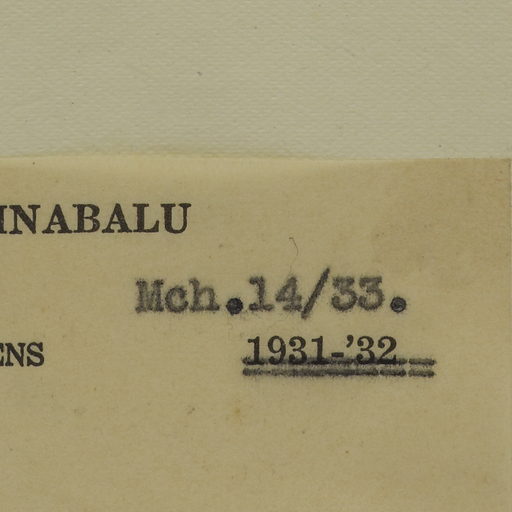 INABALU
Mch.14/33.
ENS
1931-'32